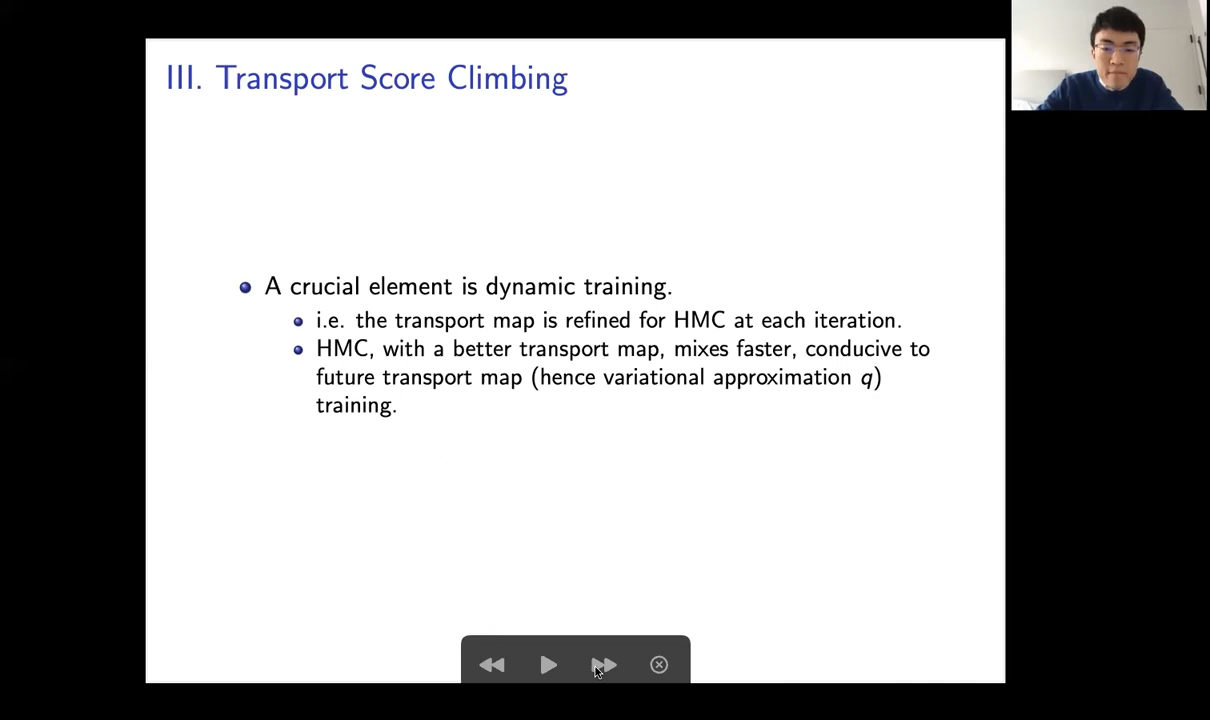 III. Transport Score Climbing
A crucial element is dynamic training.
i.e. the transport map is refined for HMC at each iteration.
HMC, with a better transport map, mixes faster, conducive to
future transport map (hence variational approximation q)
training.